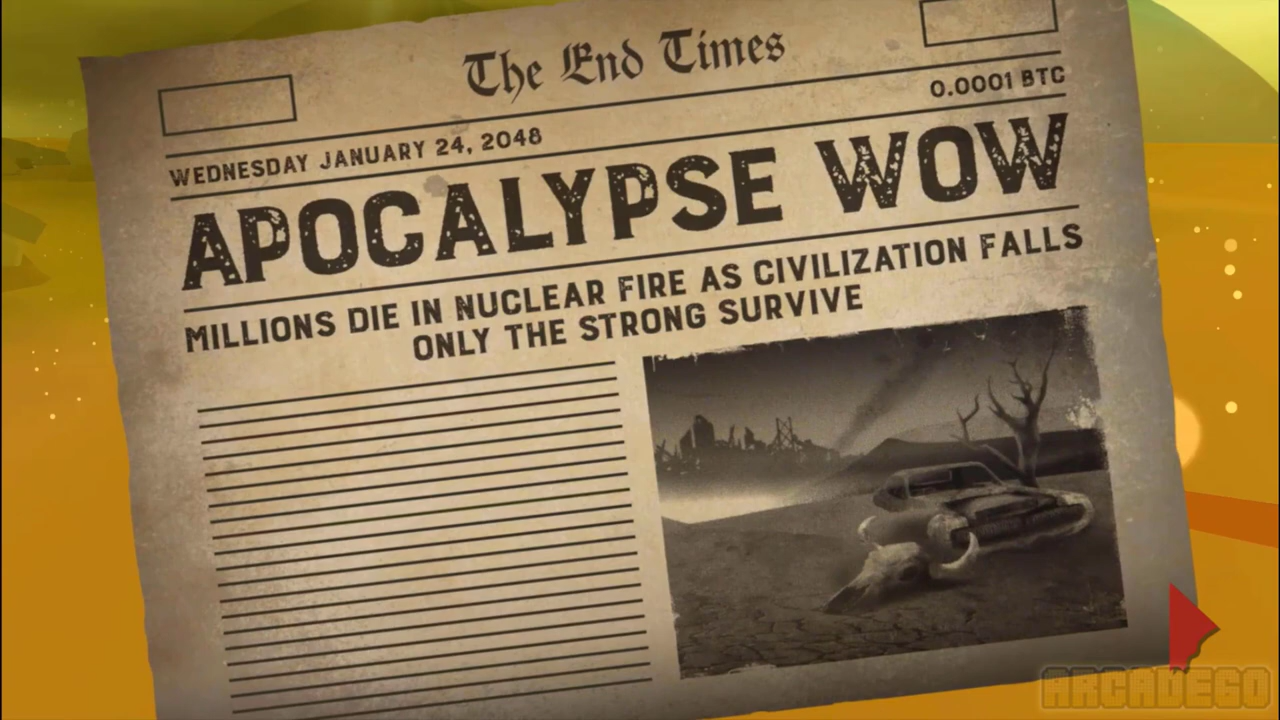 The End Times
WEDNESDAY JANUARY 24, 2048
0.0001 BTC
APOCALYPSE WOW
MILLIONS DIE IN NUCLEAR FIRE AS CIVILIZATION FALLS
ONLY THE STRONG SURVIVE
ARCADEGO